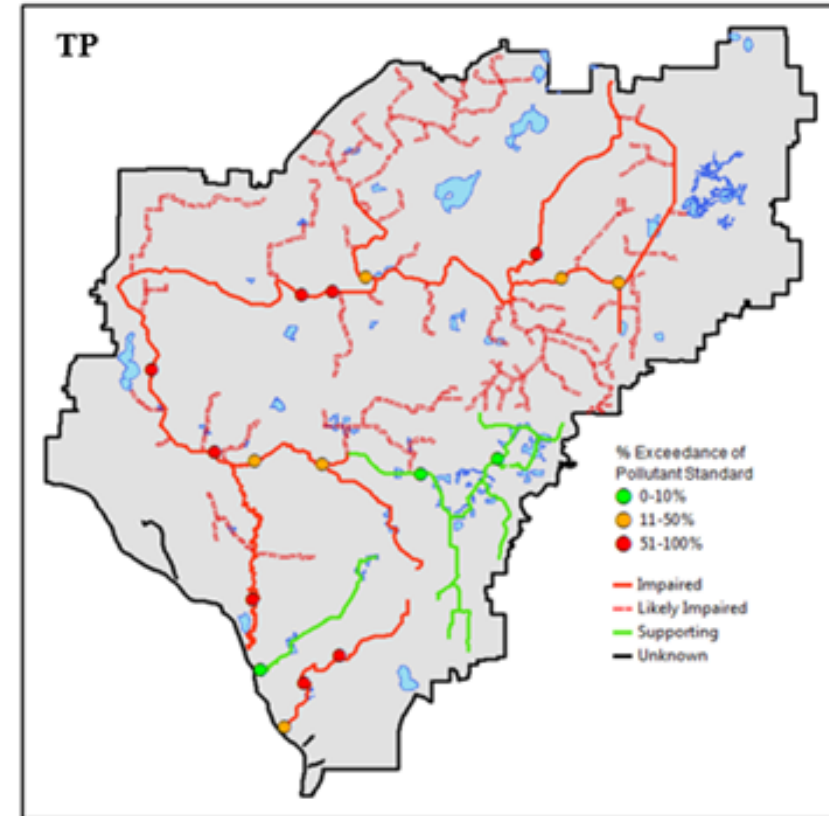 TP
% Exceedance of
Pollutant Standard
0-10%
11-50%
51-100%
Impaired
Likely Impaired
Supporting
Unknown